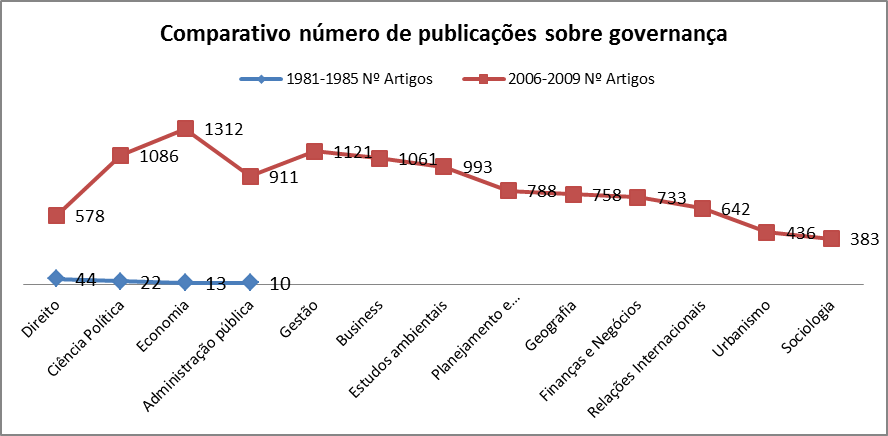 Comparativo número de publicações sobre governança
1981-1985 Nº Artigos 2006-2009 Nº Artigos
578 1086 1312 911 1121 1061 993 788 758 733 642 436 383
44 22 13 10
Direito
Ciência Política
Economia
Administração pública
Gestão
Business
Estudos ambientais
Planejamento e...
Geografia
Finanças e Negócios
Relações Internacionais
Urbanismo
Sociologia